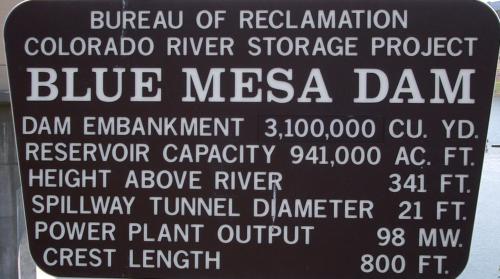 BUREAU OF RECLAMATION
COLORADO RIVER STORAGE PROJECT
BLUE MESA DAM
DAM EMBANKMENT 3,100,000 CU. YD.
RESERVOIR CAPACITY 941,000 AC. FT.
HEIGHT ABOVE RIVER 341 FT.
SPILLWAY TUNNEL DIAMETER 21 FT.
POWER PLANT OUTPUT 98 MW.
CREST LENGTH 800 FT.